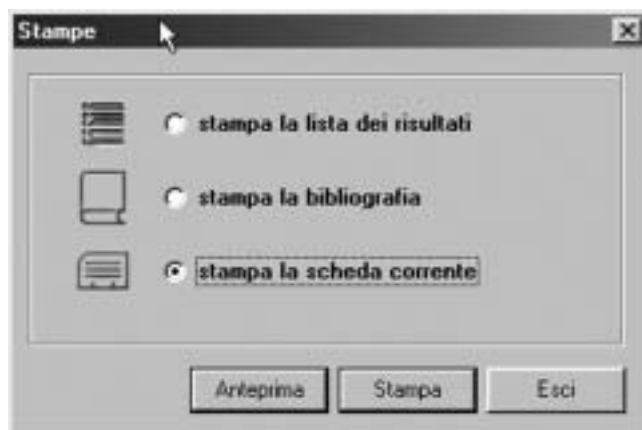 Stampe
stampa la lista dei risultati
stampa la bibliografia
stampa la scheda corrente
Anteprima Stampa Esci